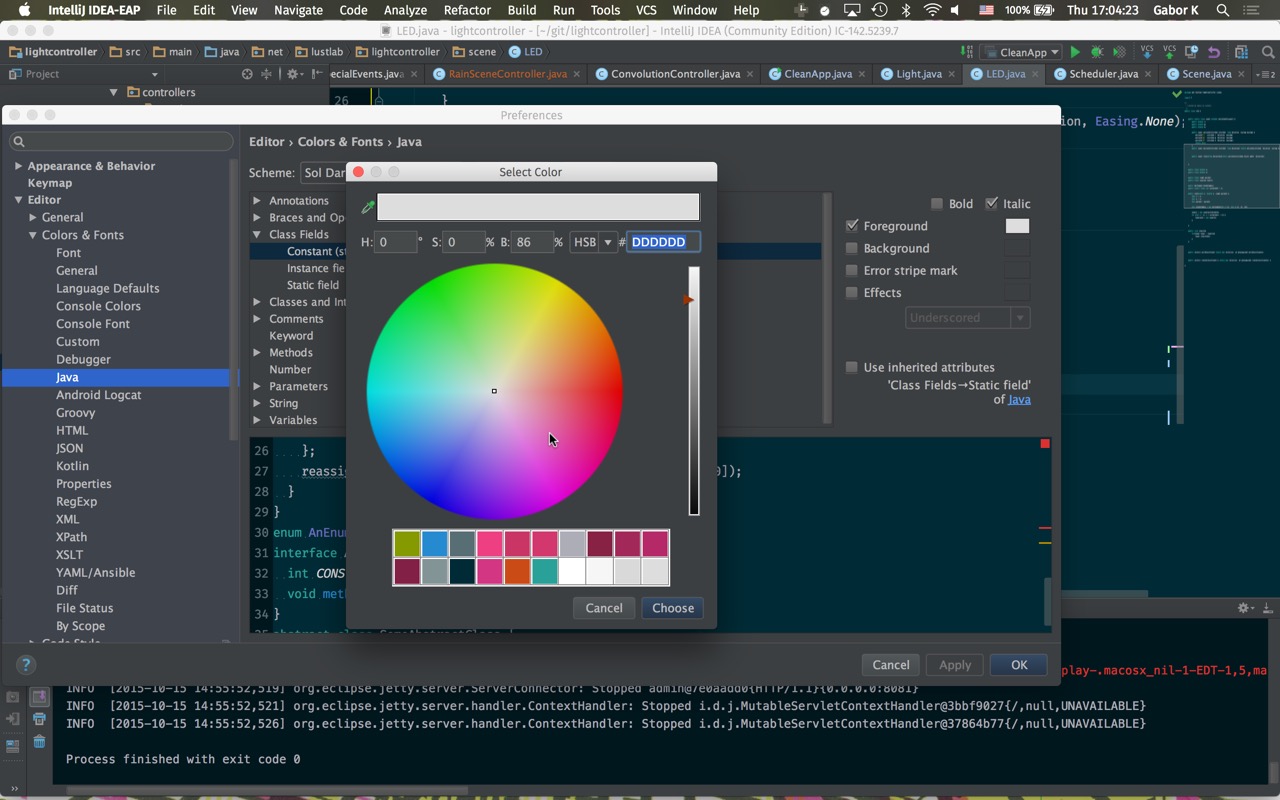 IntelliJ IDEA-EAP File Edit View Navigate Code Analyze Refactor Build Run Tools VCS Window Help 100% Thu 17:04:23 Gabor K
LED.java - lightcontroller - [~/git/lightcontroller] - IntelliJ IDEA (Community Edition) IC-142.5239.7
lightcontroller src main java net lustlab lightcontroller scene LED CleanApp VCS VCS
Project ecialEvents.java RainSceneController.java ConvolutionController.java CleanApp.java Light.java LED.java Scheduler.java Scene.java
controllers 26 }
Preferences
ion, Easing.None);
Editor › Colors & Fonts › Java
Appearance & Behavior
Keymap
Editor
General
Colors & Fonts
Font
General
Language Defaults
Console Colors
Console Font
Custom
Debugger
Java
Android Logcat
Groovy
HTML
JSON
Kotlin
Properties
RegExp
XML
XPath
XSLT
YAML/Ansible
Diff
File Status
By Scope
Scheme: Sol Dar
Annotations
Braces and Ope
Class Fields
Constant (st
Instance fie
Static field
Classes and Int
Comments
Keyword
Methods
Number
Parameters
String
Variables
Select Color
H: 0 ° S: 0 % B: 86 % HSB # DDDDDD
Cancel Choose
Bold Italic
Foreground
Background
Error stripe mark
Effects
Underscored
Use inherited attributes
'Class Fields→Static field'
of Java
26 };
27 reassi 0]);
28 }
29 }
30 enum AnEnum
31 interface A
32 int CONS
33 void meth
34 }
Cancel Apply OK
?
play-.macosx_nil-1-EDT-1,5,ma
INFO [2015-10-15 14:55:52,519] org.eclipse.jetty.server.ServerConnector: Stopped admin@7e0aadd0{HTTP/1.1}{0.0.0.0:8081}
INFO [2015-10-15 14:55:52,521] org.eclipse.jetty.server.handler.ContextHandler: Stopped i.d.j.MutableServletContextHandler@3bbf9027{/,null,UNAVAILABLE}
INFO [2015-10-15 14:55:52,526] org.eclipse.jetty.server.handler.ContextHandler: Stopped i.d.j.MutableServletContextHandler@37864b77{/,null,UNAVAILABLE}
Process finished with exit code 0